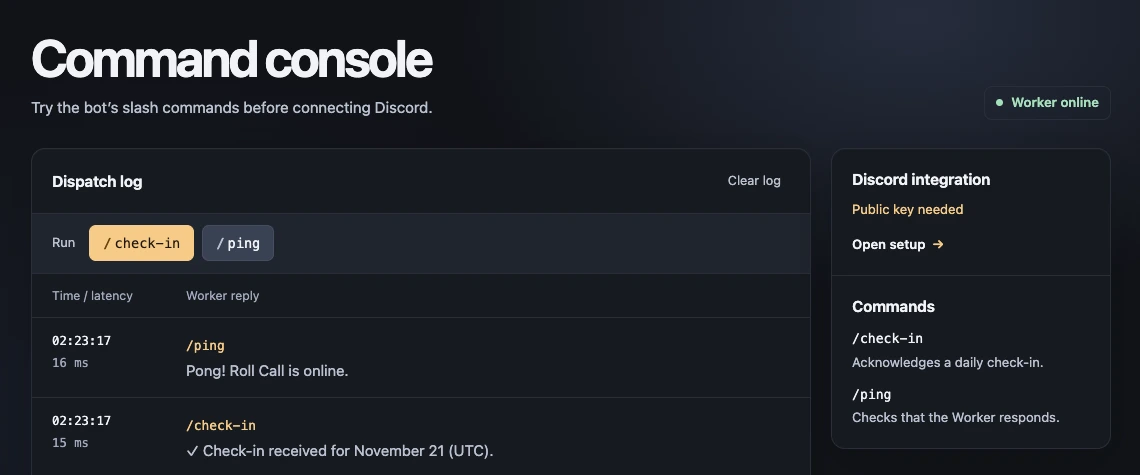 Command console
Try the bot’s slash commands before connecting Discord.
Worker online
Dispatch log
Clear log
Run
/ check-in
/ ping
Time / latency
Worker reply
02:23:17
16 ms
/ping
Pong! Roll Call is online.
02:23:17
15 ms
/check-in
✓ Check-in received for November 21 (UTC).
Discord integration
Public key needed
Open setup →
Commands
/check-in
Acknowledges a daily check-in.
/ping
Checks that the Worker responds.